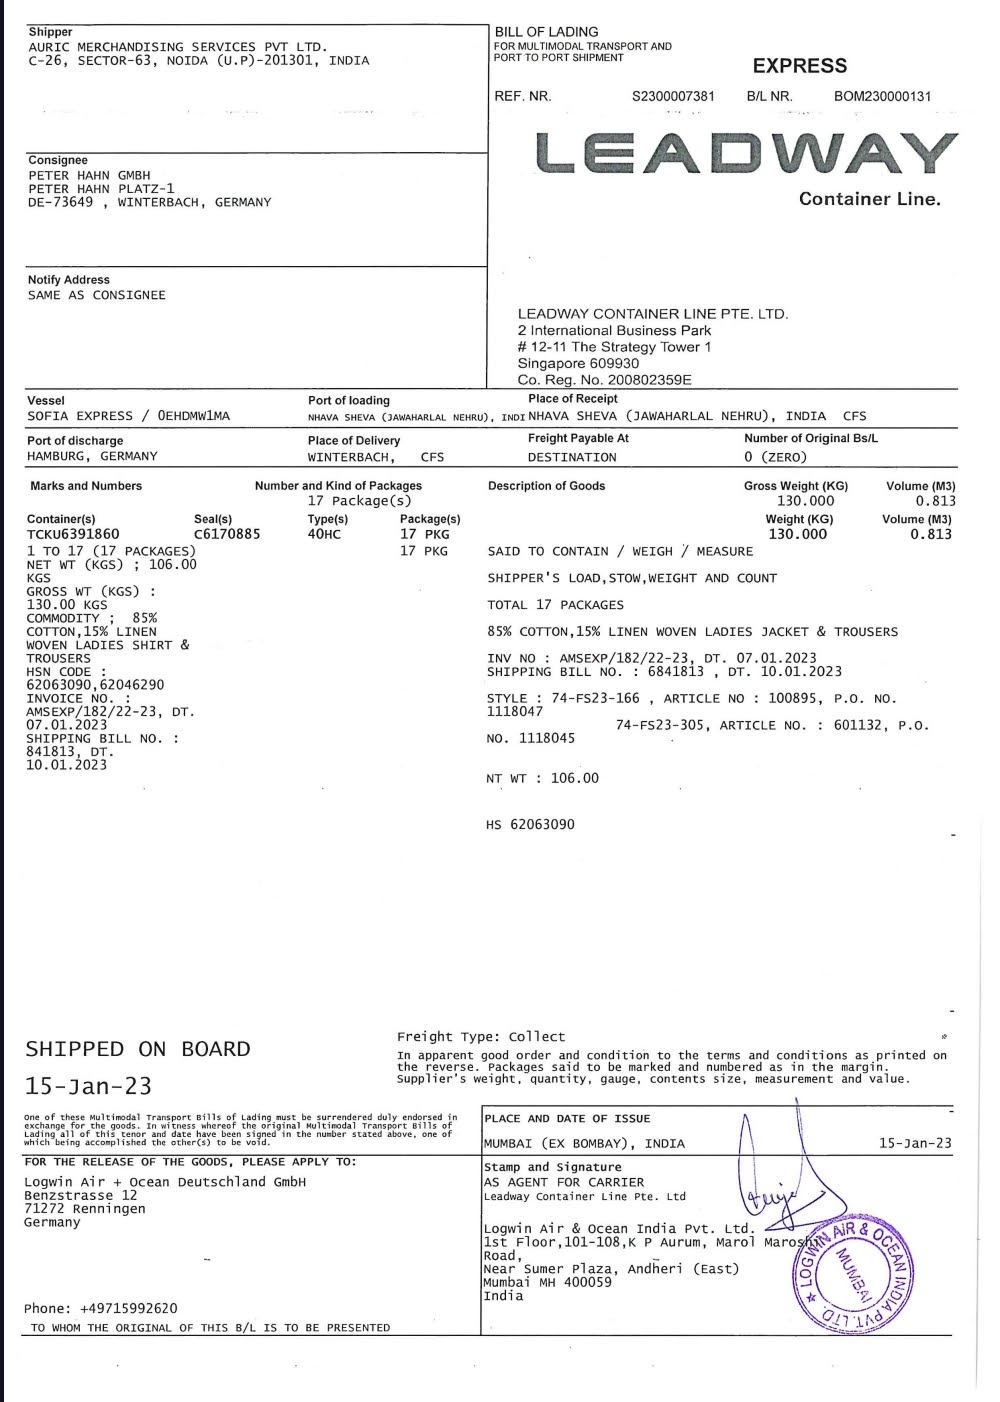 Shipper
AURIC MERCHANDISING SERVICES PVT LTD.
C-26, SECTOR-63, NOIDA (U.P)-201301, INDIA
BILL OF LADING
FOR MULTIMODAL TRANSPORT AND
PORT TO PORT SHIPMENT
EXPRESS
REF. NR. S2300007381 B/L NR. BOM230000131
LEADWAY
Container Line.
Consignee
PETER HAHN GMBH
PETER HAHN PLATZ-1
DE-73649 , WINTERBACH, GERMANY
Notify Address
SAME AS CONSIGNEE
LEADWAY CONTAINER LINE PTE. LTD.
2 International Business Park
# 12-11 The Strategy Tower 1
Singapore 609930
Co. Reg. No. 200802359E
Vessel Port of loading Place of Receipt
SOFIA EXPRESS / 0EHDMW1MA NHAVA SHEVA (JAWAHARLAL NEHRU), INDI NHAVA SHEVA (JAWAHARLAL NEHRU), INDIA CFS
Port of discharge Place of Delivery Freight Payable At Number of Original Bs/L
HAMBURG, GERMANY WINTERBACH, CFS DESTINATION 0 (ZERO)
Marks and Numbers Number and Kind of Packages Description of Goods Gross Weight (KG) Volume (M3)
17 Package(s) 130.000 0.813
Container(s) Seal(s) Type(s) Package(s) Weight (KG) Volume (M3)
TCKU6391860 C6170885 40HC 17 PKG 130.000 0.813
1 TO 17 (17 PACKAGES) 17 PKG
NET WT (KGS) ; 106.00
KGS
GROSS WT (KGS) :
130.00 KGS
COMMODITY ; 85%
COTTON,15% LINEN
WOVEN LADIES SHIRT &
TROUSERS
HSN CODE :
62063090,62046290
INVOICE NO. :
AMSEXP/182/22-23, DT.
07.01.2023
SHIPPING BILL NO. :
841813, DT.
10.01.2023
SAID TO CONTAIN / WEIGH / MEASURE
SHIPPER'S LOAD,STOW,WEIGHT AND COUNT
TOTAL 17 PACKAGES
85% COTTON,15% LINEN WOVEN LADIES JACKET & TROUSERS
INV NO : AMSEXP/182/22-23, DT. 07.01.2023
SHIPPING BILL NO. : 6841813 , DT. 10.01.2023
STYLE : 74-FS23-166 , ARTICLE NO : 100895, P.O. NO.
1118047
74-FS23-305, ARTICLE NO. : 601132, P.O.
NO. 1118045
NT WT : 106.00
HS 62063090
SHIPPED ON BOARD
15-Jan-23
Freight Type: Collect
In apparent good order and condition to the terms and conditions as printed on
the reverse. Packages said to be marked and numbered as in the margin.
Supplier's weight, quantity, gauge, contents size, measurement and value.
One of these Multimodal Transport Bills of Lading must be surrendered duly endorsed in
exchange for the goods. In witness whereof the original Multimodal Transport Bills of
Lading all of this tenor and date have been signed in the number stated above, one of
which being accomplished the other(s) to be void.
PLACE AND DATE OF ISSUE
MUMBAI (EX BOMBAY), INDIA 15-Jan-23
FOR THE RELEASE OF THE GOODS, PLEASE APPLY TO:
Logwin Air + Ocean Deutschland GmbH
Benzstrasse 12
71272 Renningen
Germany
Phone: +49715992620
TO WHOM THE ORIGINAL OF THIS B/L IS TO BE PRESENTED
Stamp and Signature
AS AGENT FOR CARRIER
Leadway Container Line Pte. Ltd
Logwin Air & Ocean India Pvt. Ltd.
1st Floor,101-108,K P Aurum, Marol Maroshi
Road,
Near Sumer Plaza, Andheri (East)
Mumbai MH 400059
India
LOGWIN AIR & OCEAN INDIA PVT. LTD.
MUMBAI